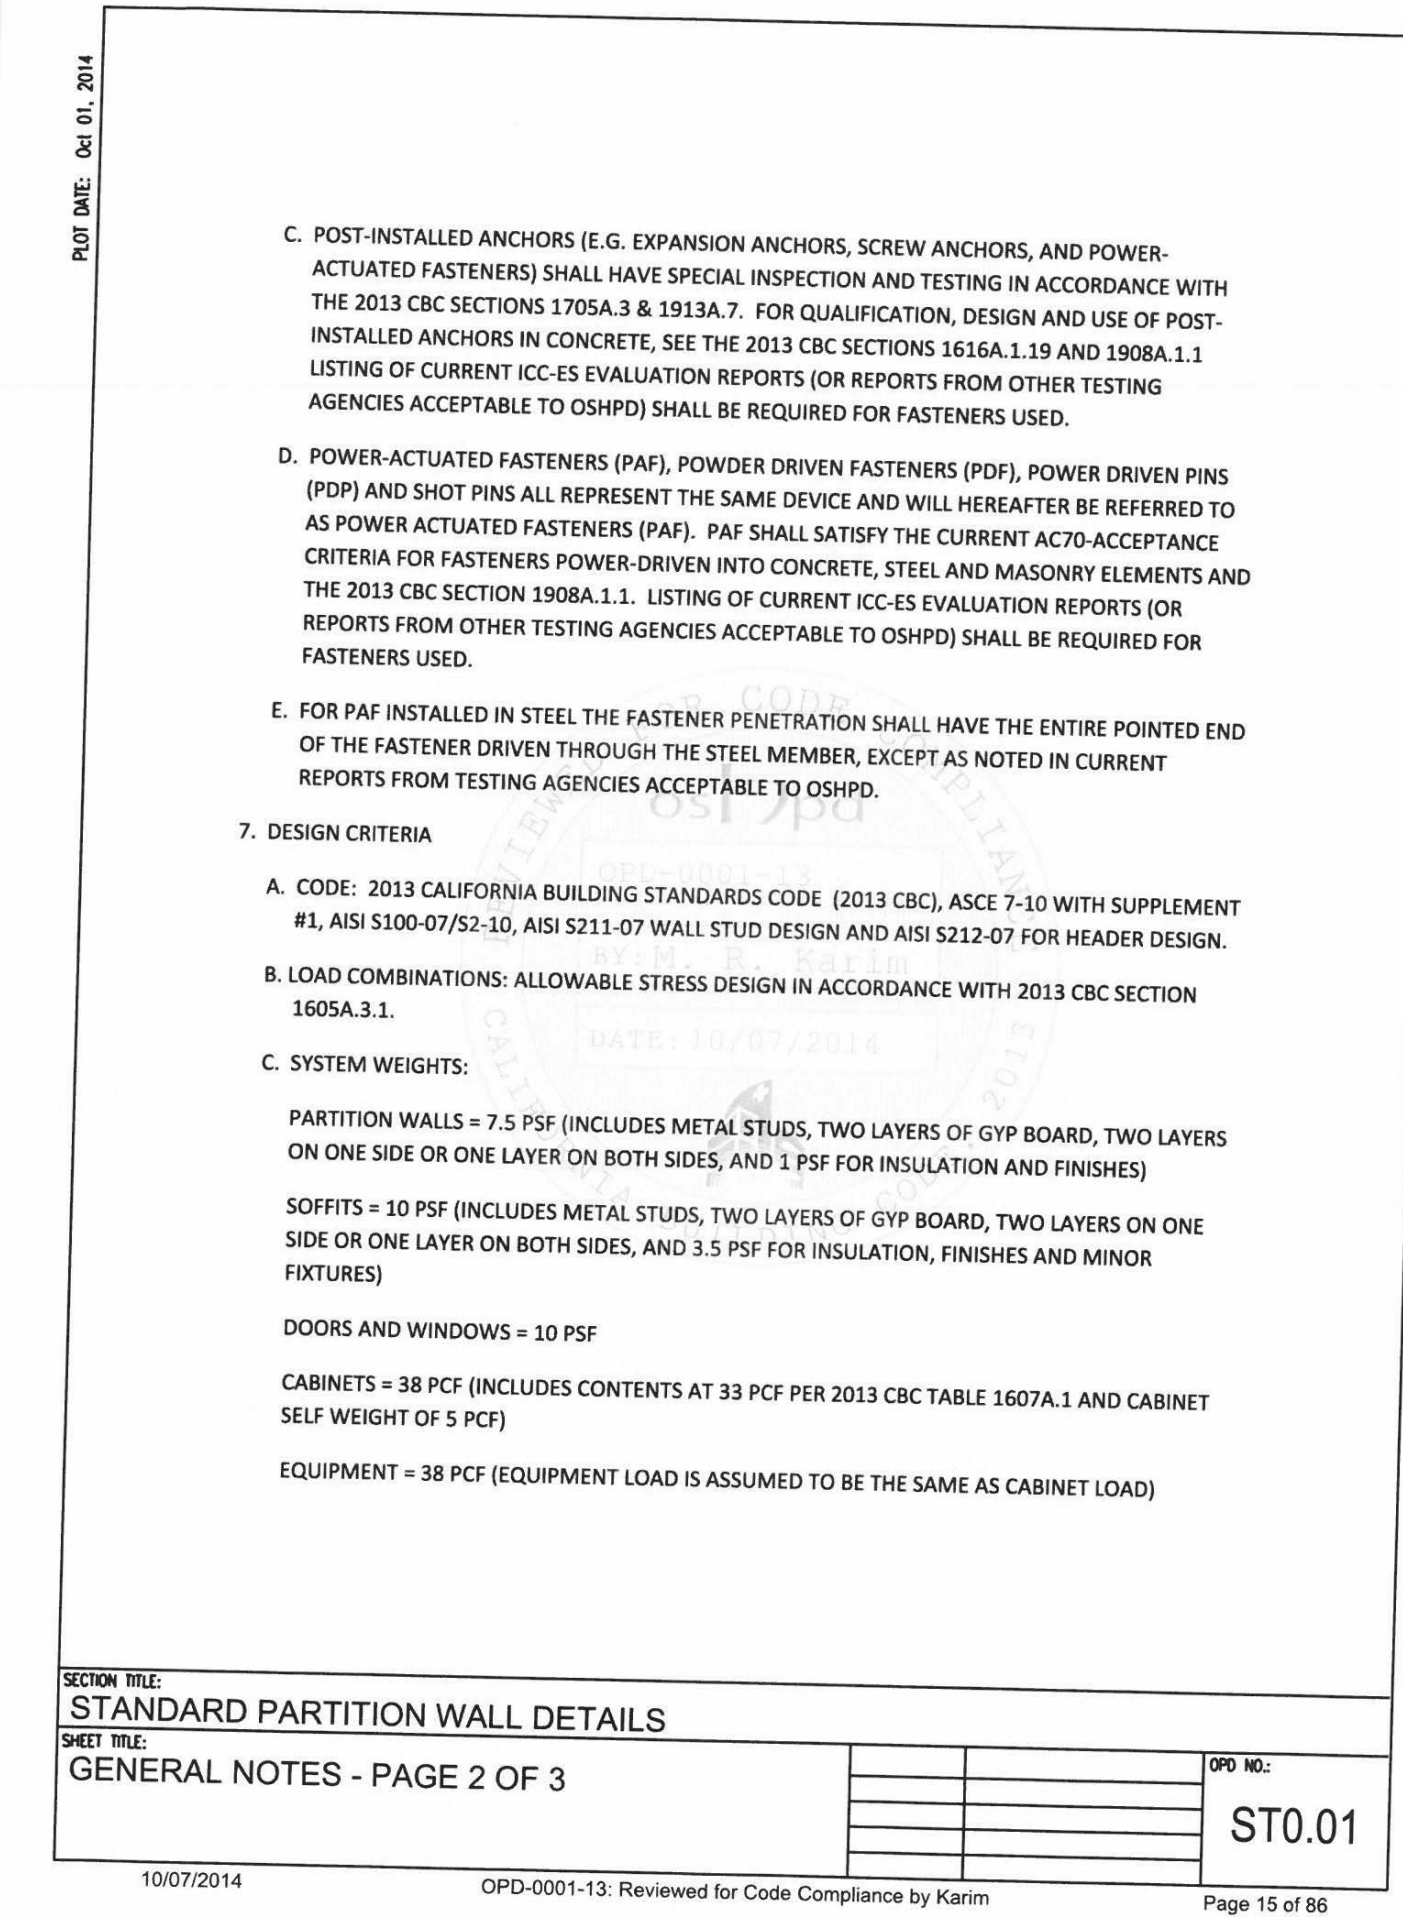 PLOT DATE: Oct 01, 2014
C. POST-INSTALLED ANCHORS (E.G. EXPANSION ANCHORS, SCREW ANCHORS, AND POWER-
ACTUATED FASTENERS) SHALL HAVE SPECIAL INSPECTION AND TESTING IN ACCORDANCE WITH
THE 2013 CBC SECTIONS 1705A.3 & 1913A.7. FOR QUALIFICATION, DESIGN AND USE OF POST-
INSTALLED ANCHORS IN CONCRETE, SEE THE 2013 CBC SECTIONS 1616A.1.19 AND 1908A.1.1
LISTING OF CURRENT ICC-ES EVALUATION REPORTS (OR REPORTS FROM OTHER TESTING
AGENCIES ACCEPTABLE TO OSHPD) SHALL BE REQUIRED FOR FASTENERS USED.
D. POWER-ACTUATED FASTENERS (PAF), POWDER DRIVEN FASTENERS (PDF), POWER DRIVEN PINS
(PDP) AND SHOT PINS ALL REPRESENT THE SAME DEVICE AND WILL HEREAFTER BE REFERRED TO
AS POWER ACTUATED FASTENERS (PAF). PAF SHALL SATISFY THE CURRENT AC70-ACCEPTANCE
CRITERIA FOR FASTENERS POWER-DRIVEN INTO CONCRETE, STEEL AND MASONRY ELEMENTS AND
THE 2013 CBC SECTION 1908A.1.1. LISTING OF CURRENT ICC-ES EVALUATION REPORTS (OR
REPORTS FROM OTHER TESTING AGENCIES ACCEPTABLE TO OSHPD) SHALL BE REQUIRED FOR
FASTENERS USED.
E. FOR PAF INSTALLED IN STEEL THE FASTENER PENETRATION SHALL HAVE THE ENTIRE POINTED END
OF THE FASTENER DRIVEN THROUGH THE STEEL MEMBER, EXCEPT AS NOTED IN CURRENT
REPORTS FROM TESTING AGENCIES ACCEPTABLE TO OSHPD.
7. DESIGN CRITERIA
A. CODE: 2013 CALIFORNIA BUILDING STANDARDS CODE (2013 CBC), ASCE 7-10 WITH SUPPLEMENT
#1, AISI S100-07/S2-10, AISI S211-07 WALL STUD DESIGN AND AISI S212-07 FOR HEADER DESIGN.
B. LOAD COMBINATIONS: ALLOWABLE STRESS DESIGN IN ACCORDANCE WITH 2013 CBC SECTION
1605A.3.1.
C. SYSTEM WEIGHTS:
PARTITION WALLS = 7.5 PSF (INCLUDES METAL STUDS, TWO LAYERS OF GYP BOARD, TWO LAYERS
ON ONE SIDE OR ONE LAYER ON BOTH SIDES, AND 1 PSF FOR INSULATION AND FINISHES)
SOFFITS = 10 PSF (INCLUDES METAL STUDS, TWO LAYERS OF GYP BOARD, TWO LAYERS ON ONE
SIDE OR ONE LAYER ON BOTH SIDES, AND 3.5 PSF FOR INSULATION, FINISHES AND MINOR
FIXTURES)
DOORS AND WINDOWS = 10 PSF
CABINETS = 38 PCF (INCLUDES CONTENTS AT 33 PCF PER 2013 CBC TABLE 1607A.1 AND CABINET
SELF WEIGHT OF 5 PCF)
EQUIPMENT = 38 PCF (EQUIPMENT LOAD IS ASSUMED TO BE THE SAME AS CABINET LOAD)
REVIEWED FOR CODE COMPLIANCE
oshpd
OPD-0001-13
BY: M. R. Karim
DATE: 10/07/2014
CALIFORNIA BUILDING CODE, 2013
SECTION TITLE:
STANDARD PARTITION WALL DETAILS
SHEET TITLE:
GENERAL NOTES - PAGE 2 OF 3
OPD NO.:
ST0.01
10/07/2014
OPD-0001-13: Reviewed for Code Compliance by Karim
Page 15 of 86